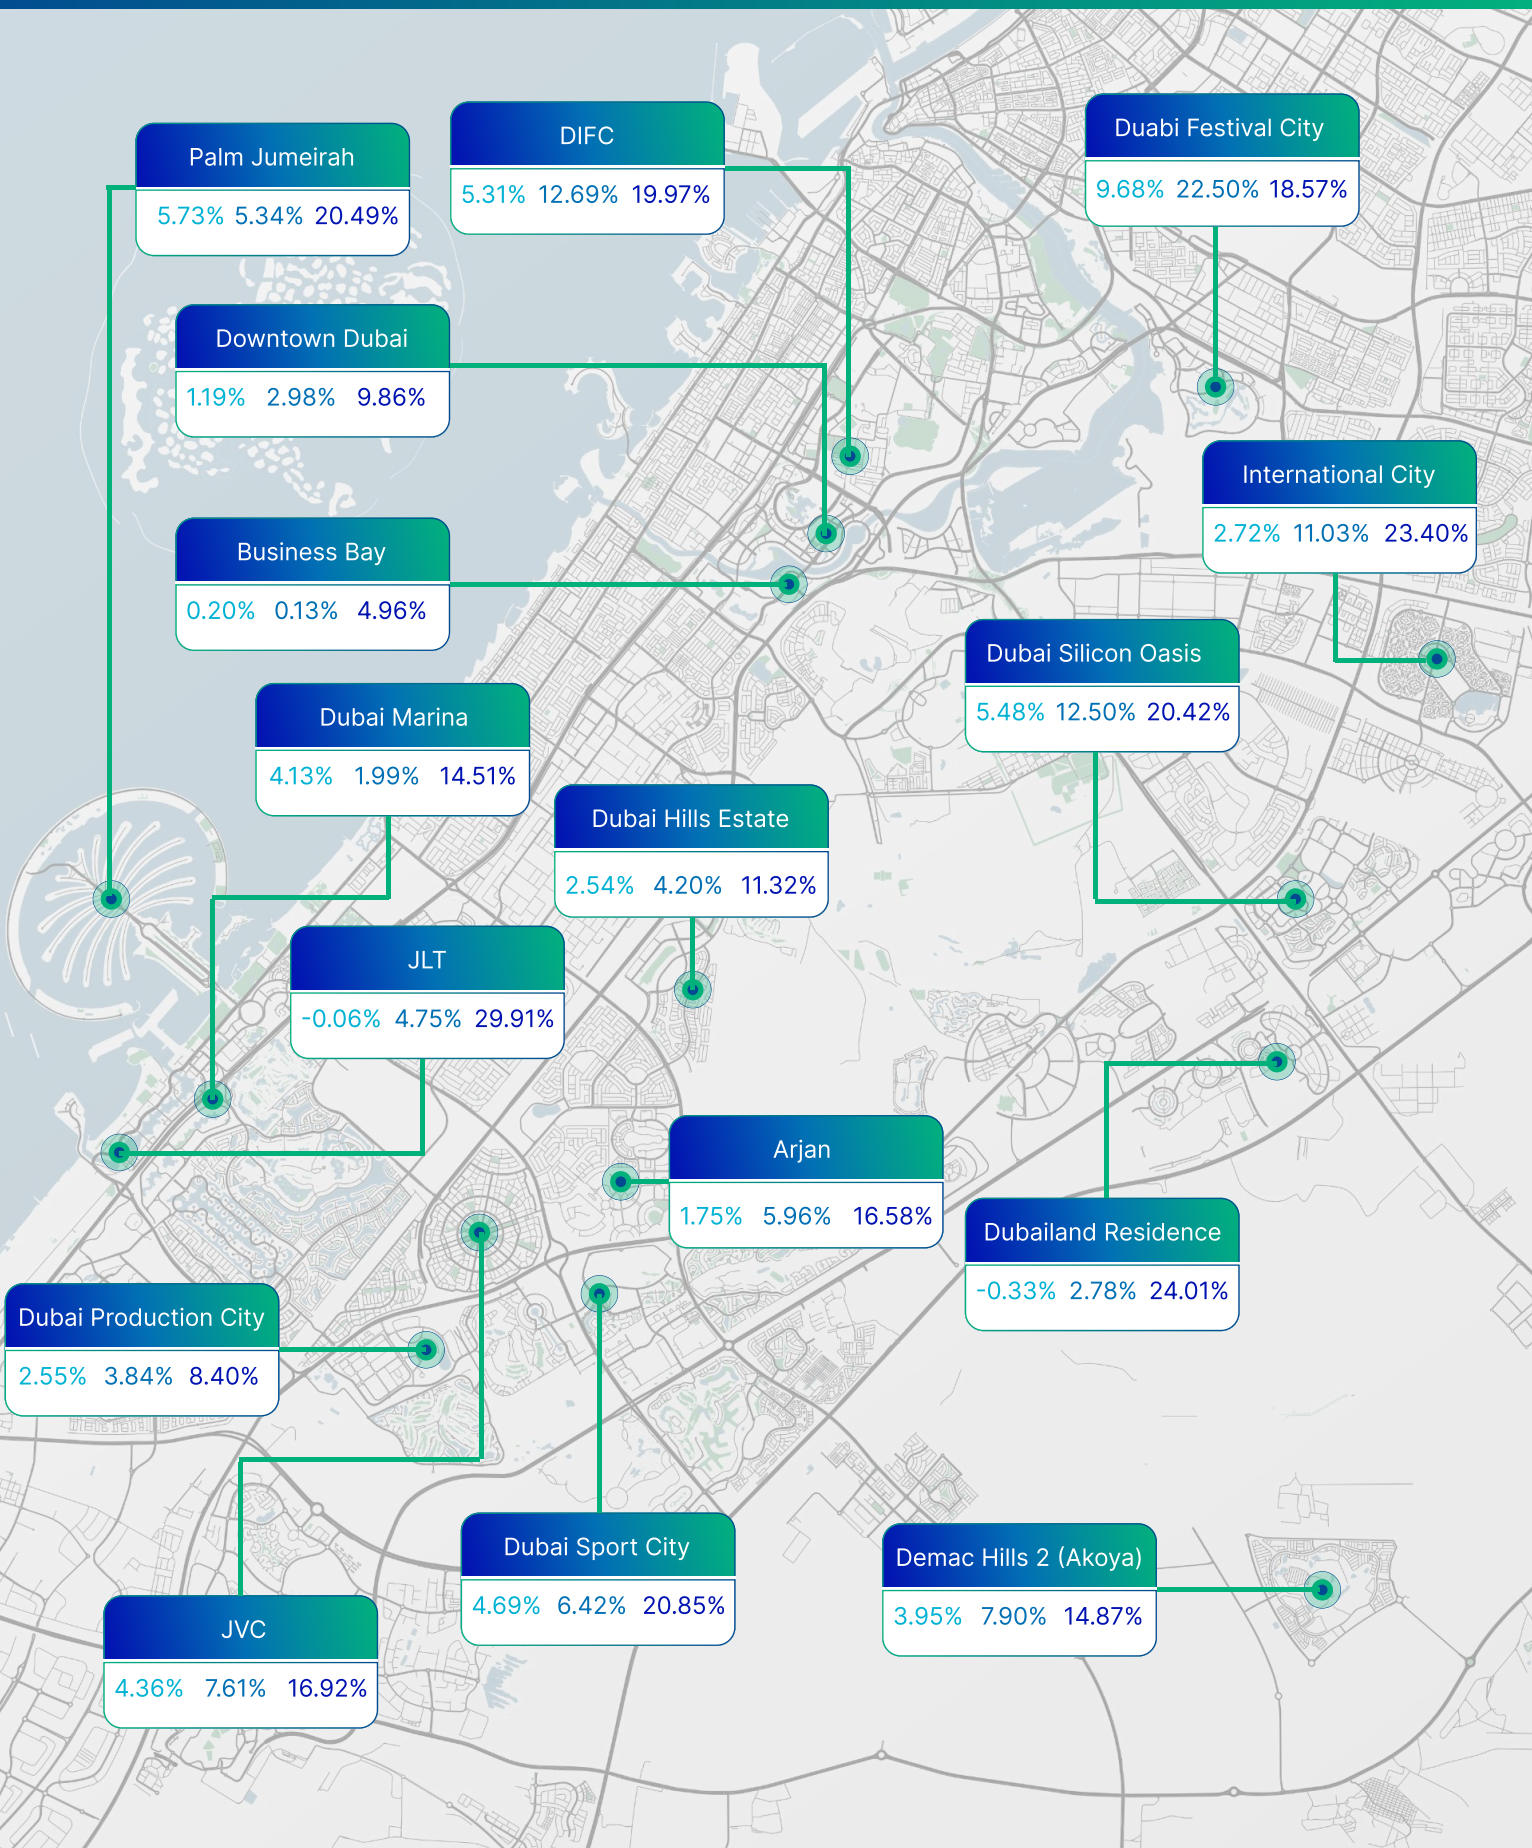 Palm Jumeirah
5.73% 5.34% 20.49%
DIFC
5.31% 12.69% 19.97%
Duabi Festival City
9.68% 22.50% 18.57%
Downtown Dubai
1.19% 2.98% 9.86%
International City
2.72% 11.03% 23.40%
Business Bay
0.20% 0.13% 4.96%
Dubai Silicon Oasis
5.48% 12.50% 20.42%
Dubai Marina
4.13% 1.99% 14.51%
Dubai Hills Estate
2.54% 4.20% 11.32%
JLT
-0.06% 4.75% 29.91%
Arjan
1.75% 5.96% 16.58%
Dubailand Residence
-0.33% 2.78% 24.01%
Dubai Production City
2.55% 3.84% 8.40%
Dubai Sport City
4.69% 6.42% 20.85%
Demac Hills 2 (Akoya)
3.95% 7.90% 14.87%
JVC
4.36% 7.61% 16.92%